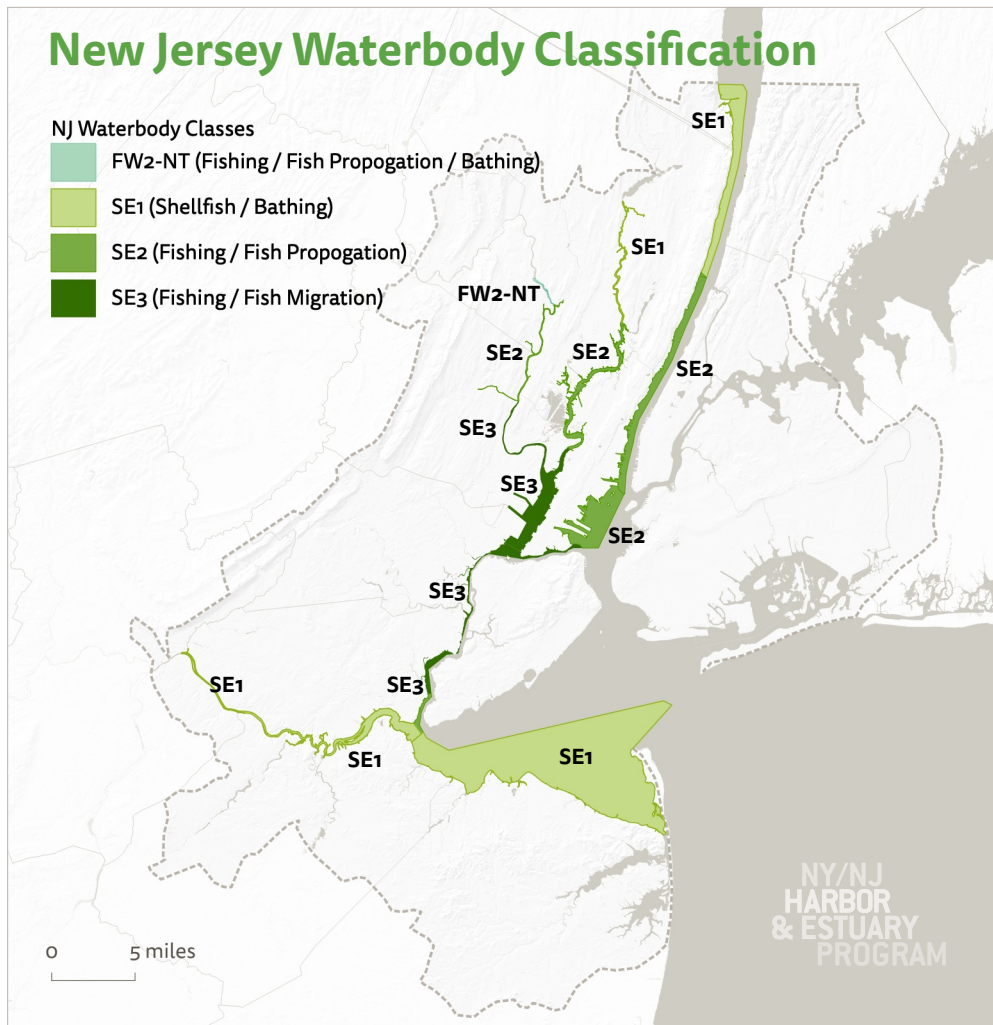 New Jersey Waterbody Classification
NJ Waterbody Classes
FW2-NT (Fishing / Fish Propogation / Bathing)
SE1 (Shellfish / Bathing)
SE2 (Fishing / Fish Propogation)
SE3 (Fishing / Fish Migration)
SE1
SE1
FW2-NT
SE2
SE2
SE2
SE3
SE3
SE2
SE3
SE1
SE3
SE1
SE1
NY/NJ
HARBOR
& ESTUARY
PROGRAM
0 5 miles